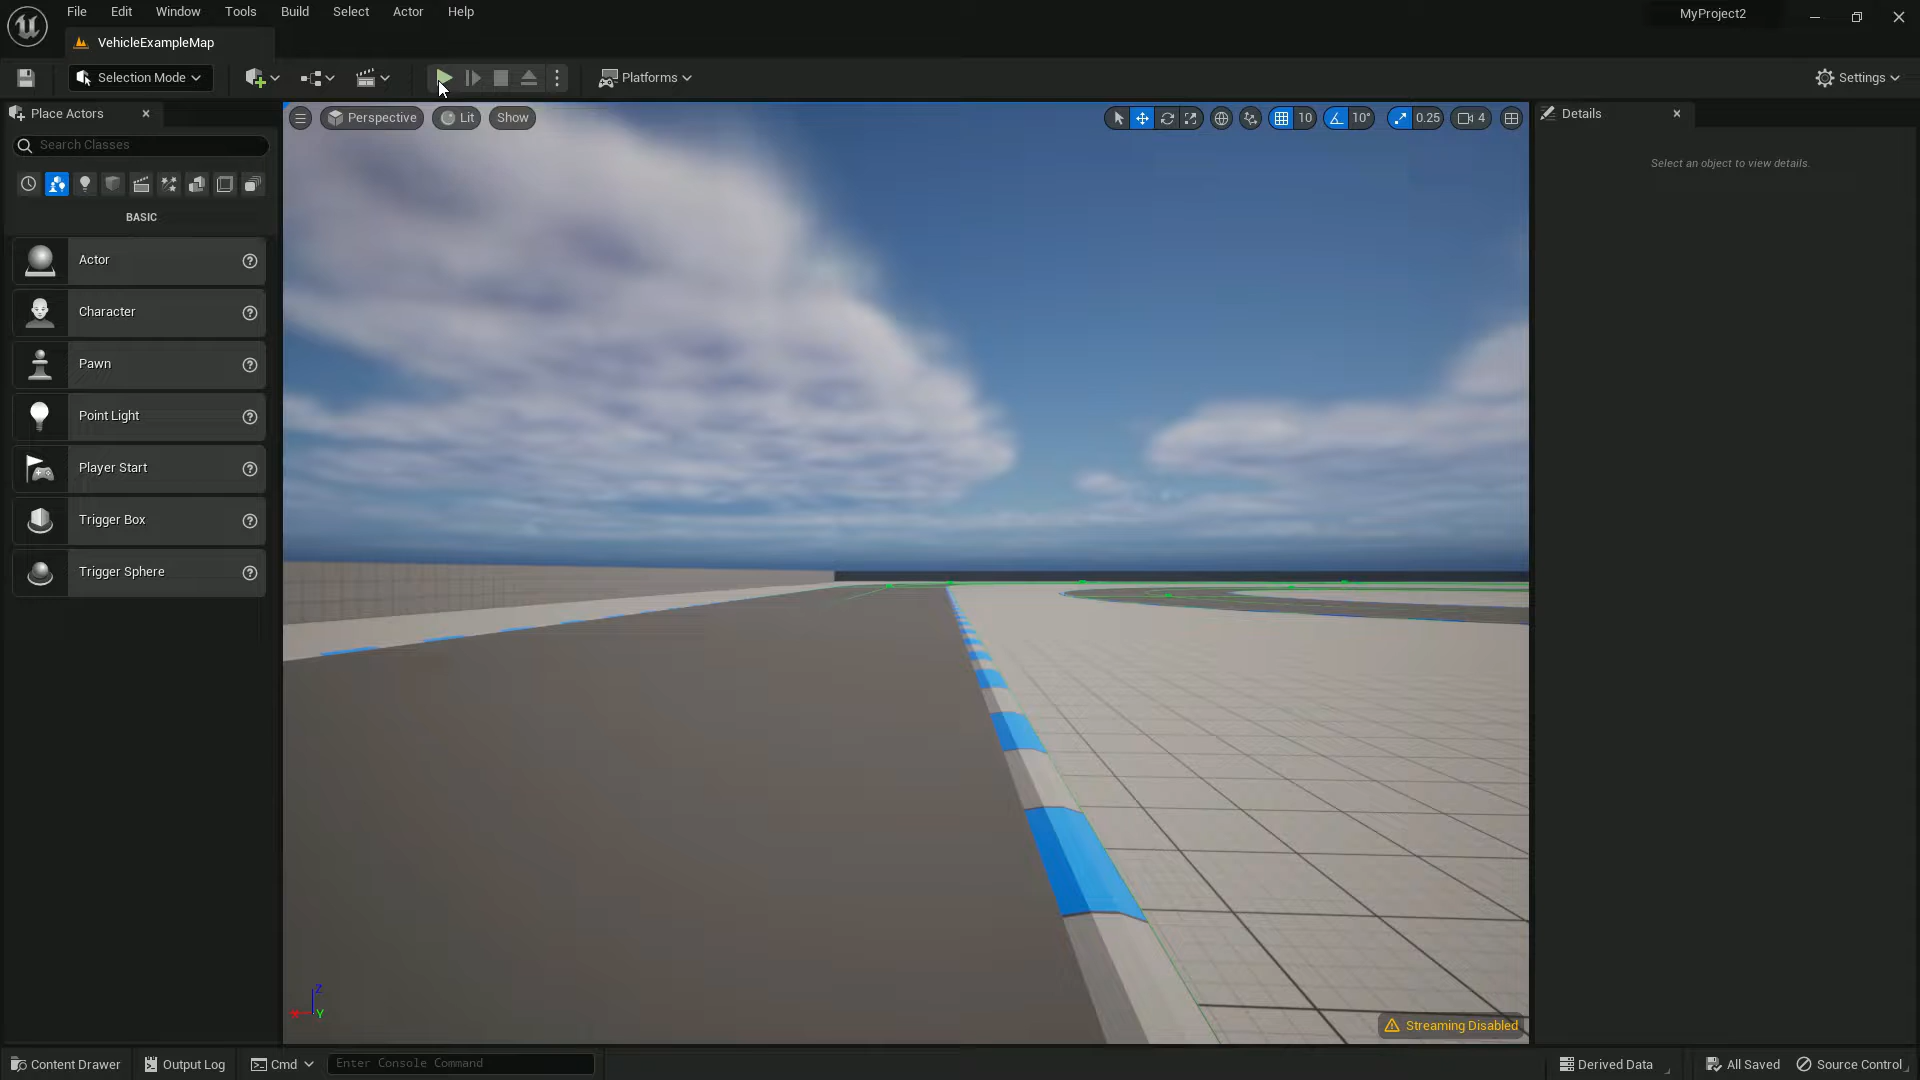 File Edit Window Tools Build Select Actor Help
MyProject2
VehicleExampleMap
Selection Mode
Platforms
Settings
Place Actors
Perspective
Lit
Show
10
10°
0.25
4
Details
Search Classes
Select an object to view details.
BASIC
Actor
Character
Pawn
Point Light
Player Start
Trigger Box
Trigger Sphere
Z
X
Y
Streaming Disabled
Content Drawer
Output Log
Cmd
Enter Console Command
Derived Data
All Saved
Source Control